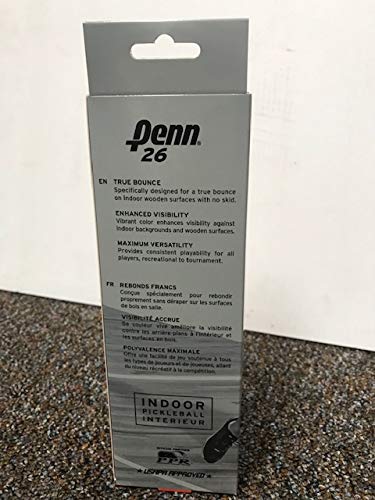 Penn®
26
EN TRUE BOUNCE
Specifically designed for a true bounce
on indoor wooden surfaces with no skid.
ENHANCED VISIBILITY
Vibrant color enhances visibility against
indoor backgrounds and wooden surfaces.
MAXIMUM VERSATILITY
Provides consistent playability for all
players, recreational to tournament.
FR REBONDS FRANCS
Conçue spécialement pour rebondir
proprement sans déraper sur les surfaces
de bois en salle.
VISIBILITÉ ACCRUE
Sa couleur vive améliore la visibilité
contre les arrière-plans à l'intérieur et
les surfaces en bois.
POLYVALENCE MAXIMALE
Offre une facilité de jeu soutenue à tous
les types de joueurs et de joueuses, allant
du niveau récréatif à la compétition.
INDOOR
PICKLEBALL
INTÉRIEUR
PPR
★ USAPA APPROVED ★